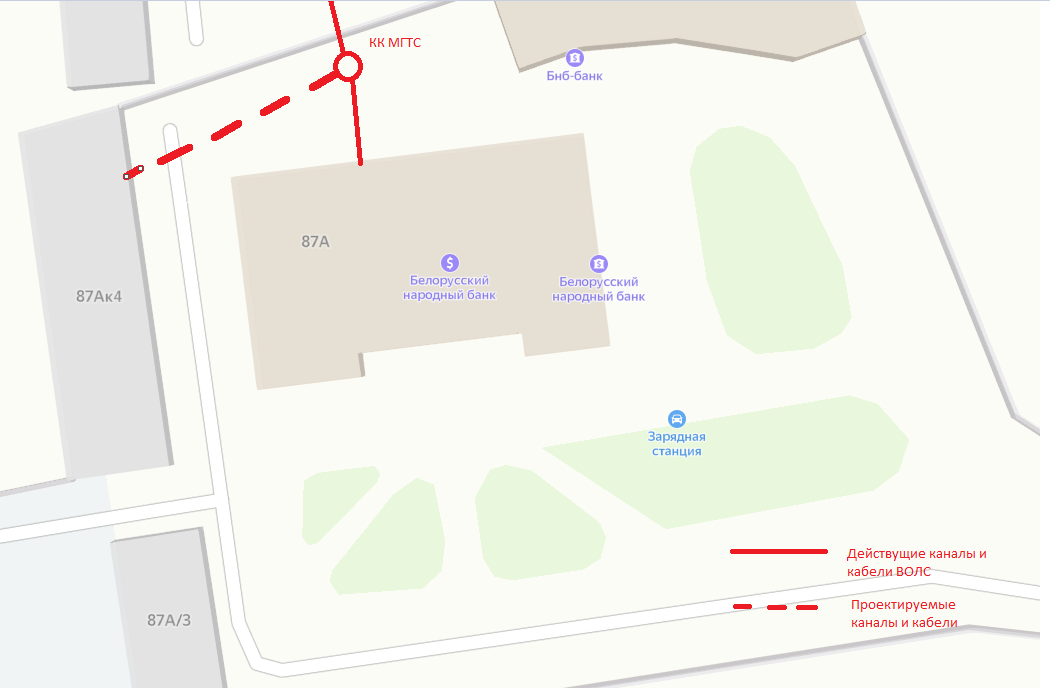 КК МГТС
Бнб-банк
87А
87Ак4
Белорусский
народный банк
Белорусский
народный банк
Зарядная
станция
Действущие каналы и
кабели ВОЛС
Проектируемые
каналы и кабели
87А/3